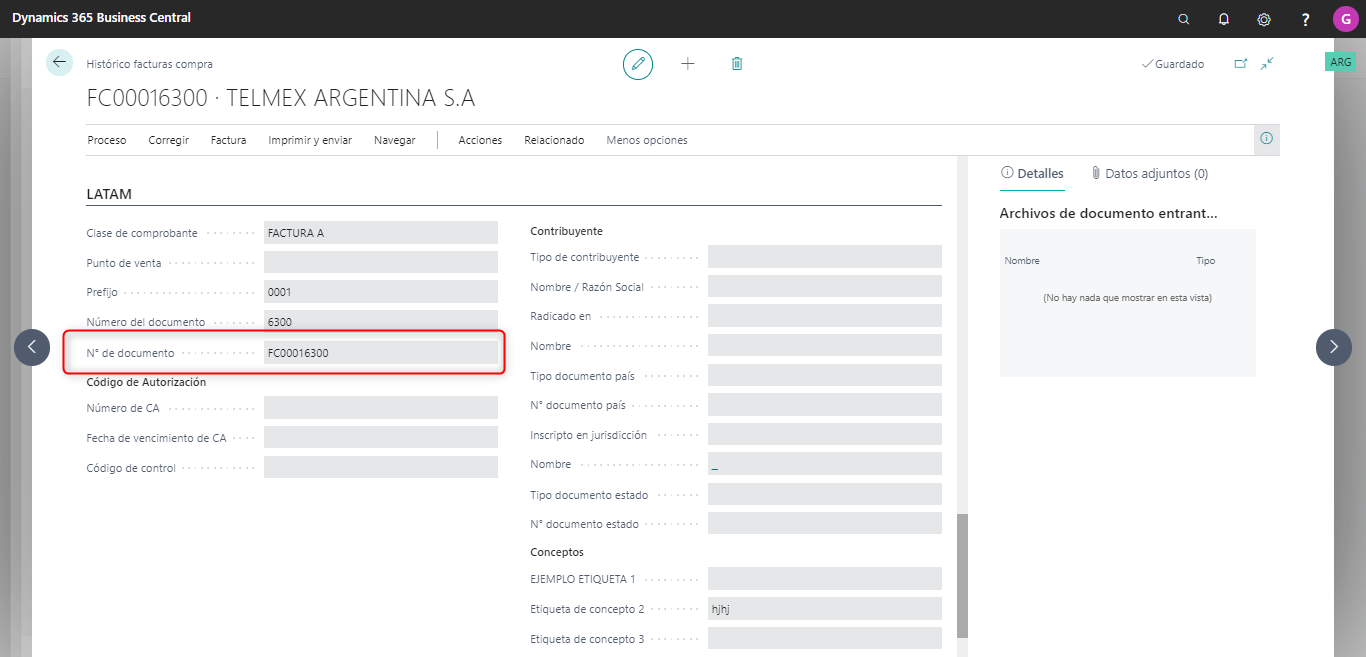 Dynamics 365 Business Central
?
G
Histórico facturas compra
Guardado
ARG
FC00016300 · TELMEX ARGENTINA S.A
Proceso Corregir Factura Imprimir y enviar Navegar Acciones Relacionado Menos opciones
LATAM
Clase de comprobante FACTURA A
Punto de venta
Prefijo 0001
Número del documento 6300
N° de documento FC00016300
Código de Autorización
Número de CA
Fecha de vencimiento de CA
Código de control
Contribuyente
Tipo de contribuyente
Nombre / Razón Social
Radicado en
Nombre
Tipo documento país
N° documento país
Inscripto en jurisdicción
Nombre _
Tipo documento estado
N° documento estado
Conceptos
EJEMPLO ETIQUETA 1
Etiqueta de concepto 2 hjhj
Etiqueta de concepto 3
Detalles Datos adjuntos (0)
Archivos de documento entrant...
Nombre Tipo
(No hay nada que mostrar en esta vista)